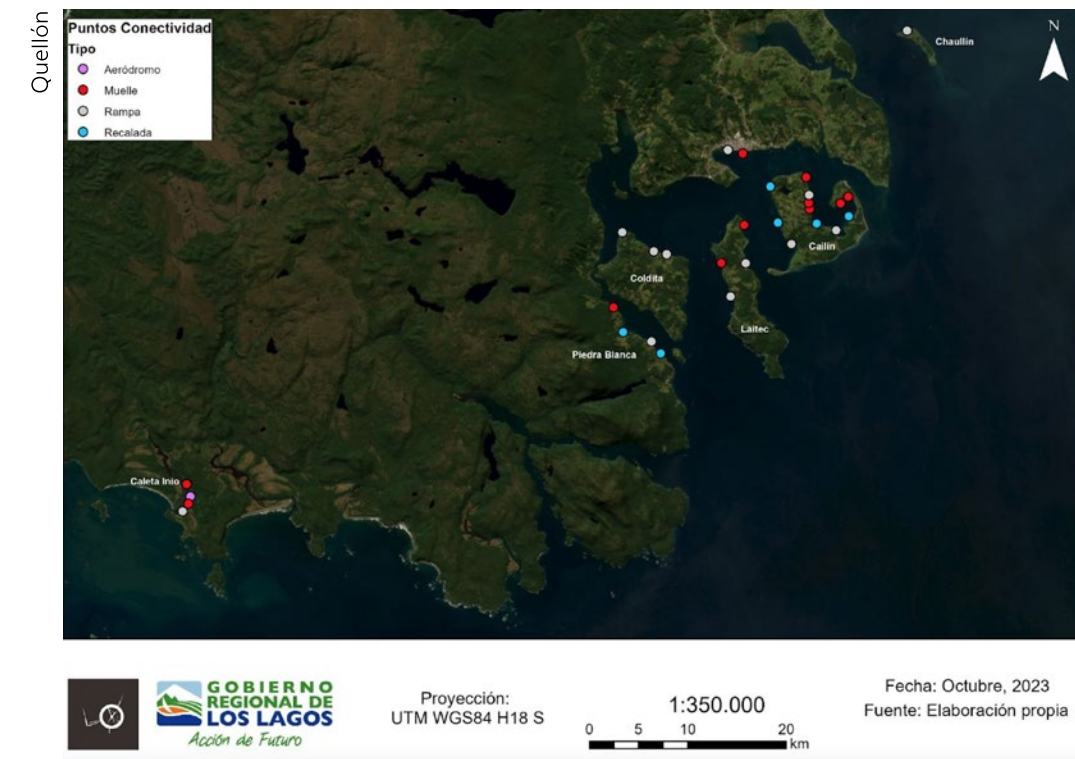 Quellón
Puntos Conectividad
Tipo
Aeródromo
Muelle
Rampa
Recalada
N
Chaullin
Cailin
Coldita
Laitec
Piedra Blanca
Caleta Inio
GOBIERNO
REGIONAL DE
LOS LAGOS
Acción de Futuro
Proyección:
UTM WGS84 H18 S
1:350.000
0 5 10 20
km
Fecha: Octubre, 2023
Fuente: Elaboración propia